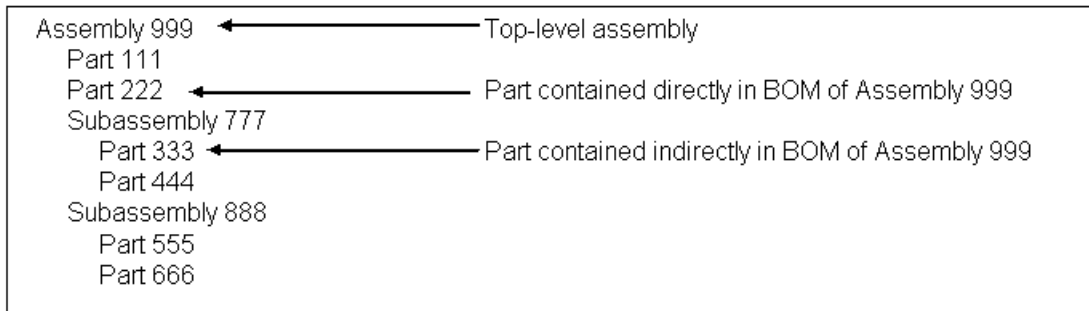 Assembly 999 Top-level assembly
Part 111
Part 222 Part contained directly in BOM of Assembly 999
Subassembly 777
Part 333 Part contained indirectly in BOM of Assembly 999
Part 444
Subassembly 888
Part 555
Part 666